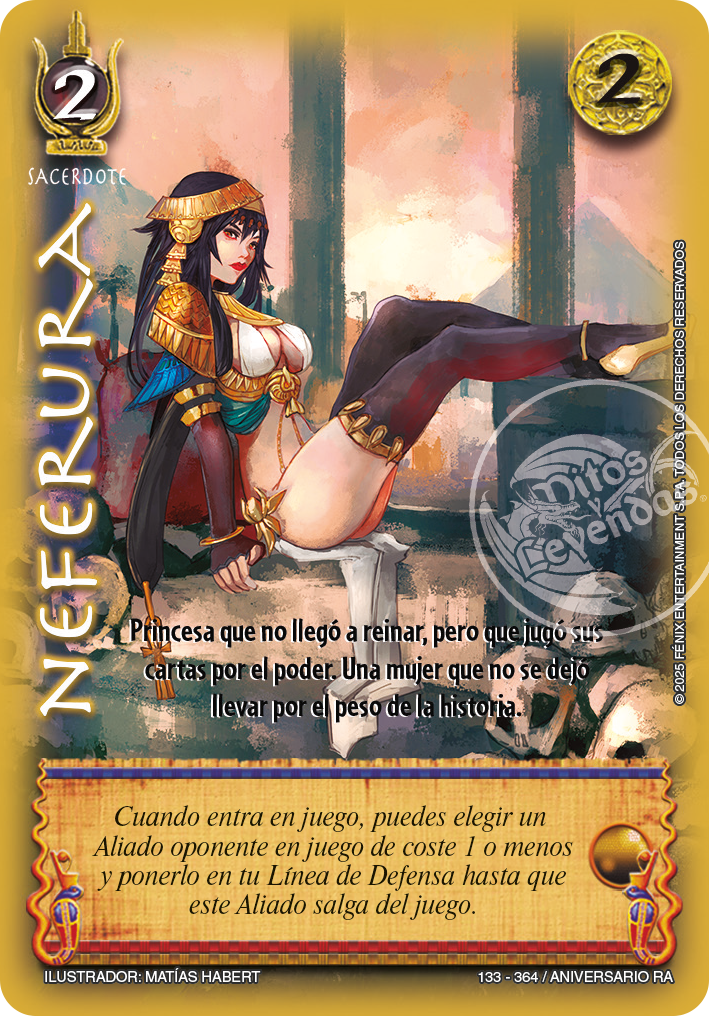 2
2
SACERDOTE
NEFERURA
Mitos
y
Leyendas®
© 2025 FÉNIX ENTERTAINMENT S.P.A. TODOS LOS DERECHOS RESERVADOS
Princesa que no llegó a reinar, pero que jugó sus
cartas por el poder. Una mujer que no se dejó
llevar por el peso de la historia.
Cuando entra en juego, puedes elegir un
Aliado oponente en juego de coste 1 o menos
y ponerlo en tu Línea de Defensa hasta que
este Aliado salga del juego.
ILUSTRADOR: MATÍAS HABERT
133 - 364 / ANIVERSARIO RA